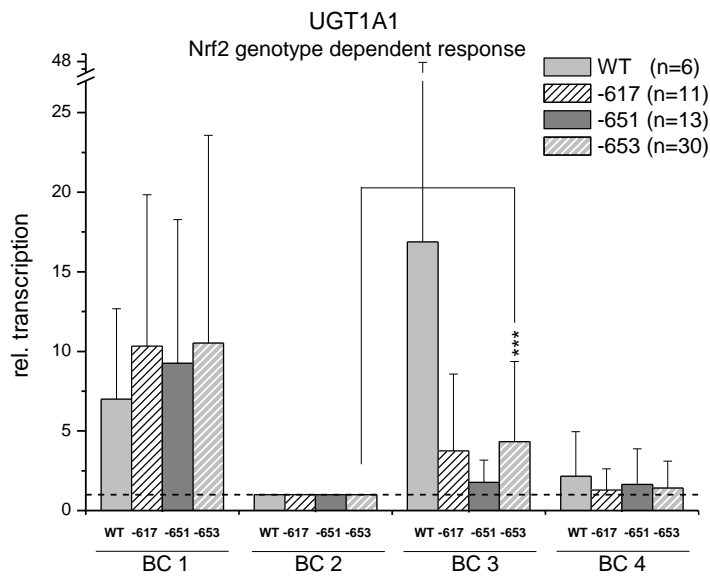 UGT1A1
Nrf2 genotype dependent response
WT (n=6)
-617 (n=11)
-651 (n=13)
-653 (n=30)
rel. transcription
48
25
20
15
10
5
0
***
WT -617 -651 -653 WT -617 -651 -653 WT -617 -651 -653 WT -617 -651 -653
BC 1 BC 2 BC 3 BC 4